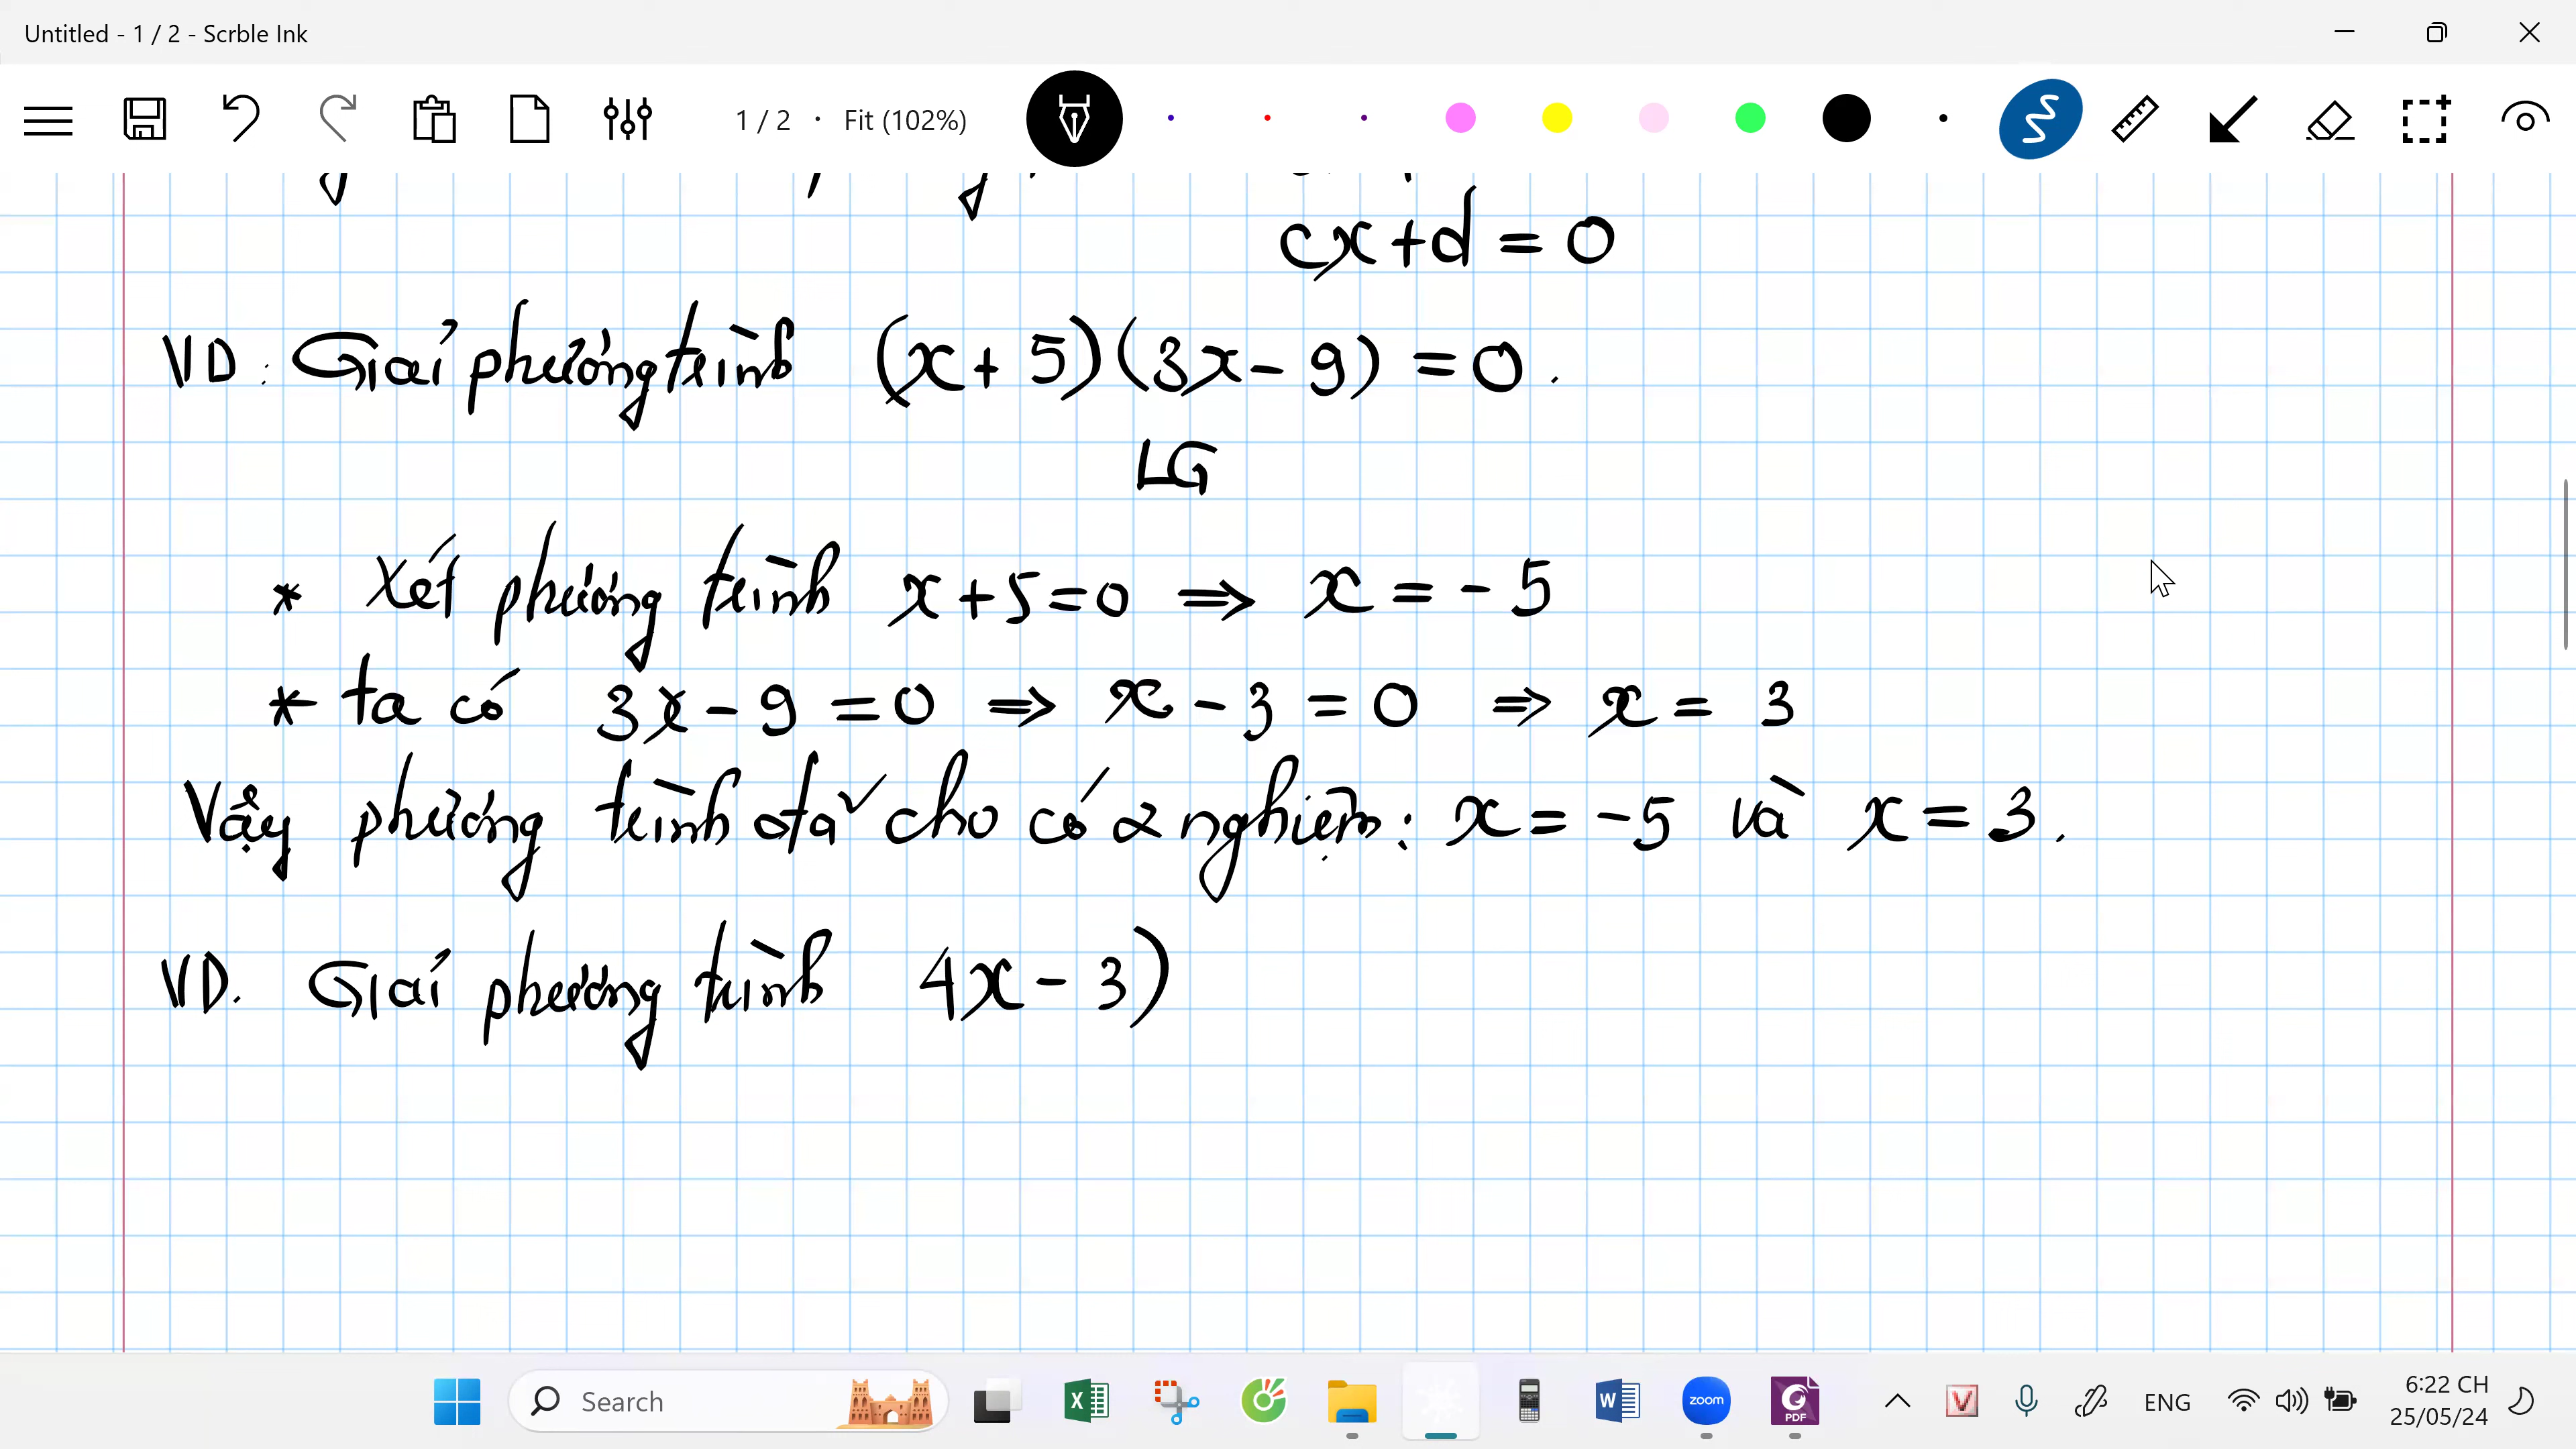 Untitled - 1 / 2 - Scrble Ink
1 / 2 · Fit (102%)
cx+d = 0
VD: Giải phương trình (x+5)(3x-9) = 0.
LG
* Xét phương trình x+5=0 ⇒ x = -5
* ta có 3x-9=0 ⇒ x-3=0 ⇒ x = 3
Vậy phương trình đã cho có 2 nghiệm: x = -5 và x = 3.
VD. Giải phương trình 4x-3)
Search
zoom
PDF
ENG
6:22 CH
25/05/24